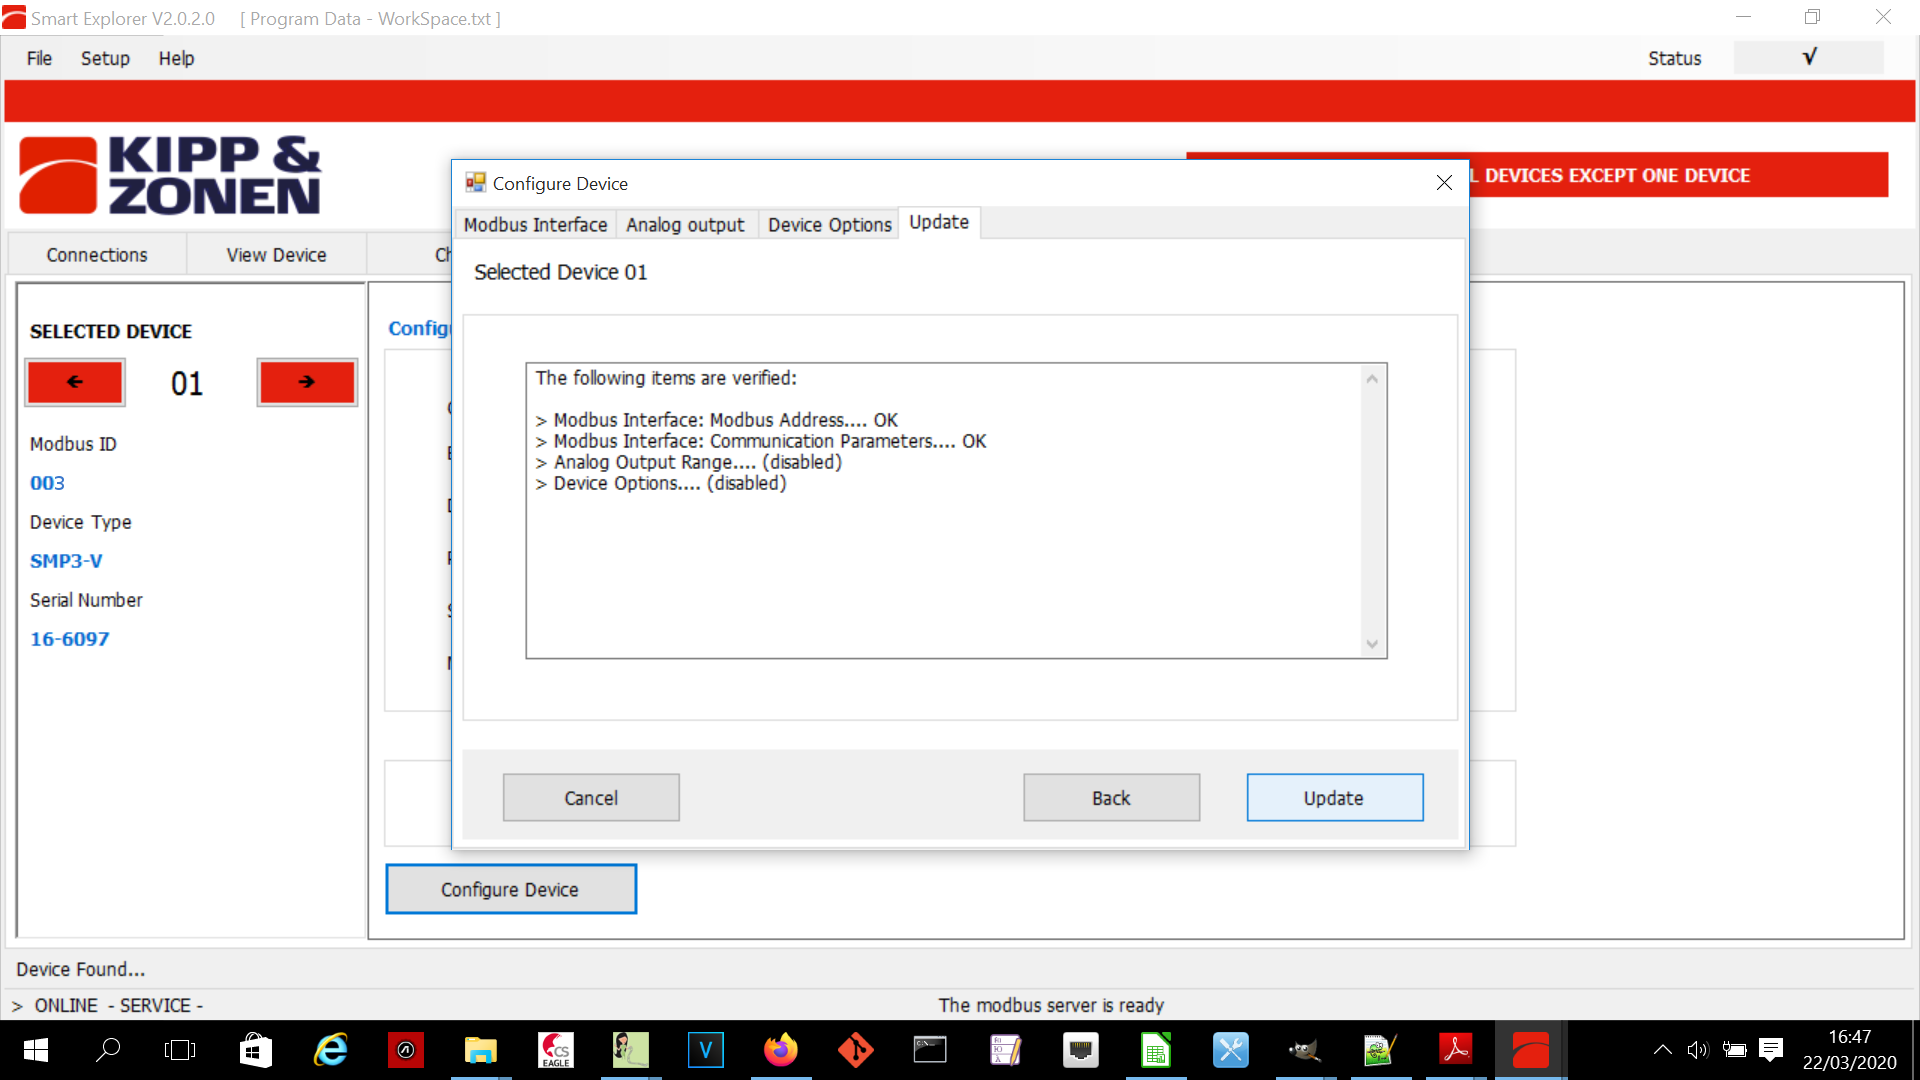 Smart Explorer V2.0.2.0 [ Program Data - WorkSpace.txt ]
File Setup Help Status √
KIPP &
ZONEN
DEVICES EXCEPT ONE DEVICE
Configure Device
Modbus Interface Analog output Device Options Update
Connections View Device
Selected Device 01
SELECTED DEVICE
← 01 →
Modbus ID
003
Device Type
SMP3-V
Serial Number
16-6097
The following items are verified:
> Modbus Interface: Modbus Address.... OK
> Modbus Interface: Communication Parameters.... OK
> Analog Output Range.... (disabled)
> Device Options.... (disabled)
Cancel Back Update
Configure Device
Device Found...
> ONLINE - SERVICE - The modbus server is ready
CS
EAGLE
V
16:47
22/03/2020